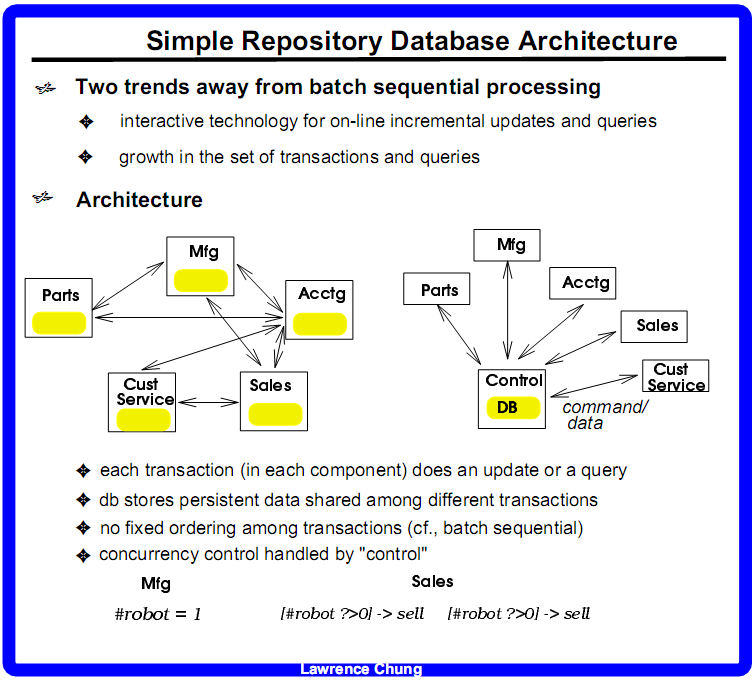 Simple Repository Database Architecture
Two trends away from batch sequential processing
interactive technology for on-line incremental updates and queries
growth in the set of transactions and queries
Architecture
Mfg
Parts
Acctg
Cust
Service
Sales
Mfg
Parts
Acctg
Sales
Cust
Service
Control
DB
command/
data
each transaction (in each component) does an update or a query
db stores persistent data shared among different transactions
no fixed ordering among transactions (cf., batch sequential)
concurrency control handled by "control"
Mfg Sales
#robot = 1 [#robot ?>0] -> sell [#robot ?>0] -> sell
Lawrence Chung